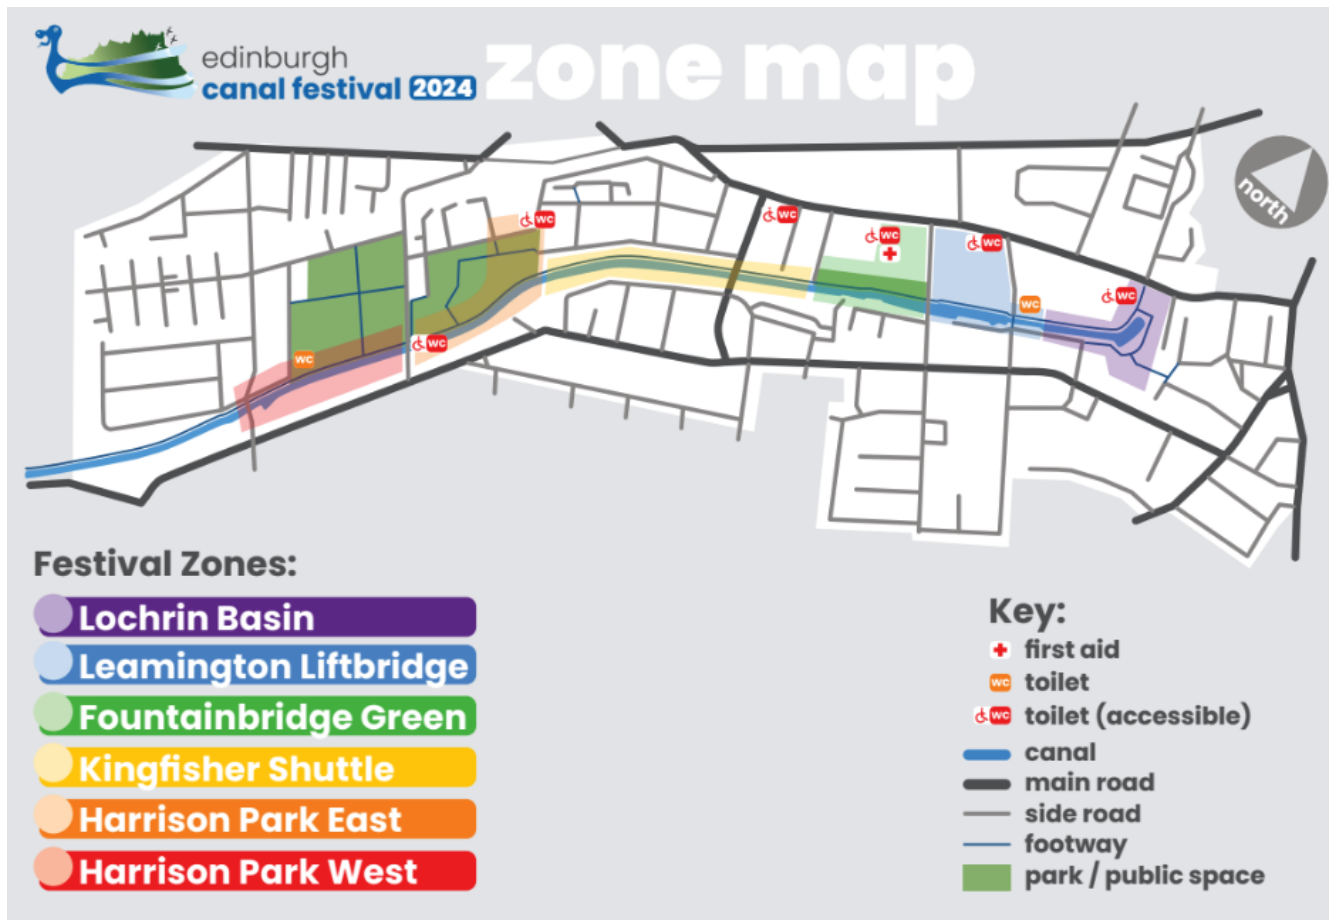 edinburgh
canal festival 2024
zone map
north
wc
wc
wc
wc
wc
wc
wc
wc
Festival Zones:
Lochrin Basin
Leamington Liftbridge
Fountainbridge Green
Kingfisher Shuttle
Harrison Park East
Harrison Park West
Key:
first aid
wc toilet
wc toilet (accessible)
canal
main road
side road
footway
park / public space